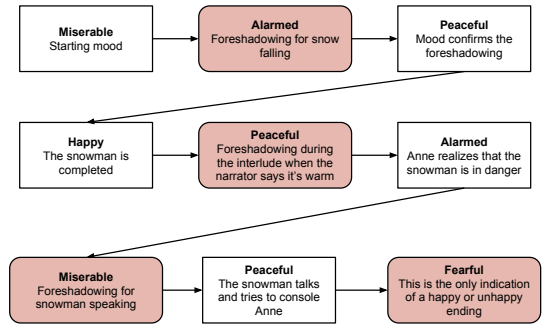 Miserable
Starting mood
Alarmed
Foreshadowing for snow
falling
Peaceful
Mood confirms the
foreshadowing
Happy
The snowman is
completed
Peaceful
Foreshadowing during
the interlude when the
narrator says it's warm
Alarmed
Anne realizes that the
snowman is in danger
Miserable
Foreshadowing for
snowman speaking
Peaceful
The snowman talks
and tries to console
Anne
Fearful
This is the only indication
of a happy or unhappy
ending